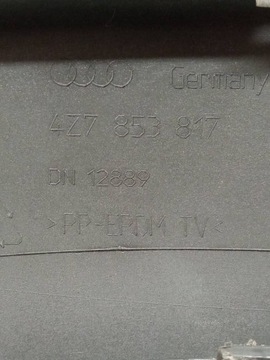 Germany
4Z7 853 817
DN 12889
>PP-EPDM TV<